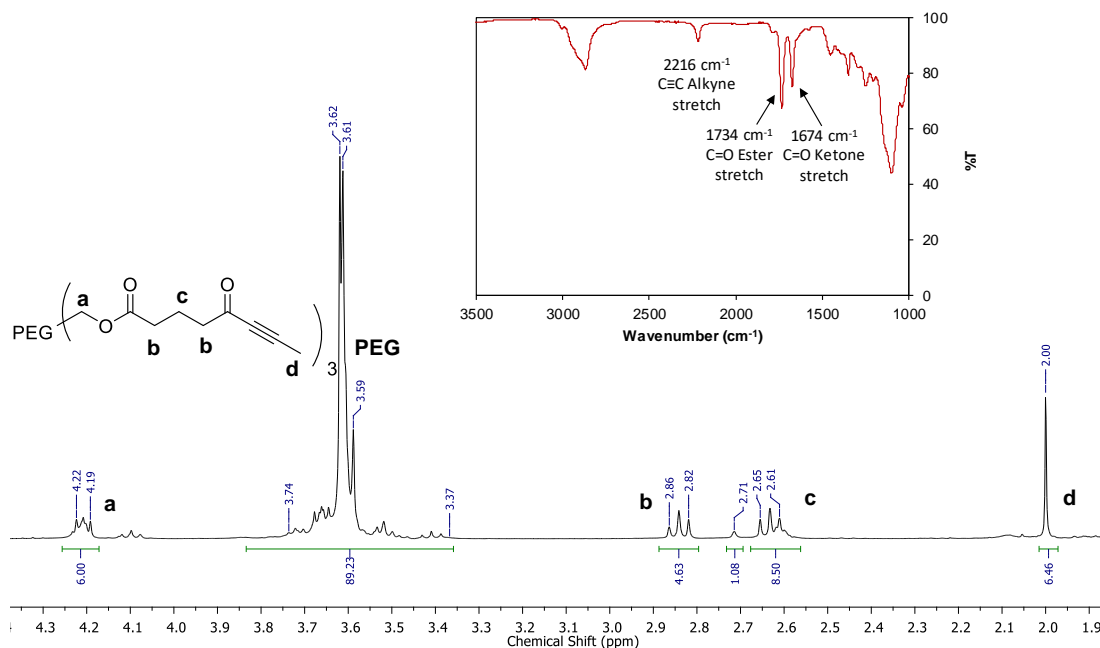 100
80
60
40
20
0
%T
3500 3000 2500 2000 1500 1000
Wavenumber (cm-1)
2216 cm-1
C≡C Alkyne
stretch
1734 cm-1
C=O Ester
stretch
1674 cm-1
C=O Ketone
stretch
3.62
3.61
3.59
3.74
3.37
PEG
PEG
a
O
O
O
c
b
b
d
3
4.22
4.19
a
b
2.86
2.82
2.71
2.65
2.61
c
2.00
d
6.00
89.23
4.63
1.08
8.50
6.46
4.3 4.2 4.1 4.0 3.9 3.8 3.7 3.6 3.5 3.4 3.3 3.2 3.1 3.0 2.9 2.8 2.7 2.6 2.5 2.4 2.3 2.2 2.1 2.0 1.9
Chemical Shift (ppm)